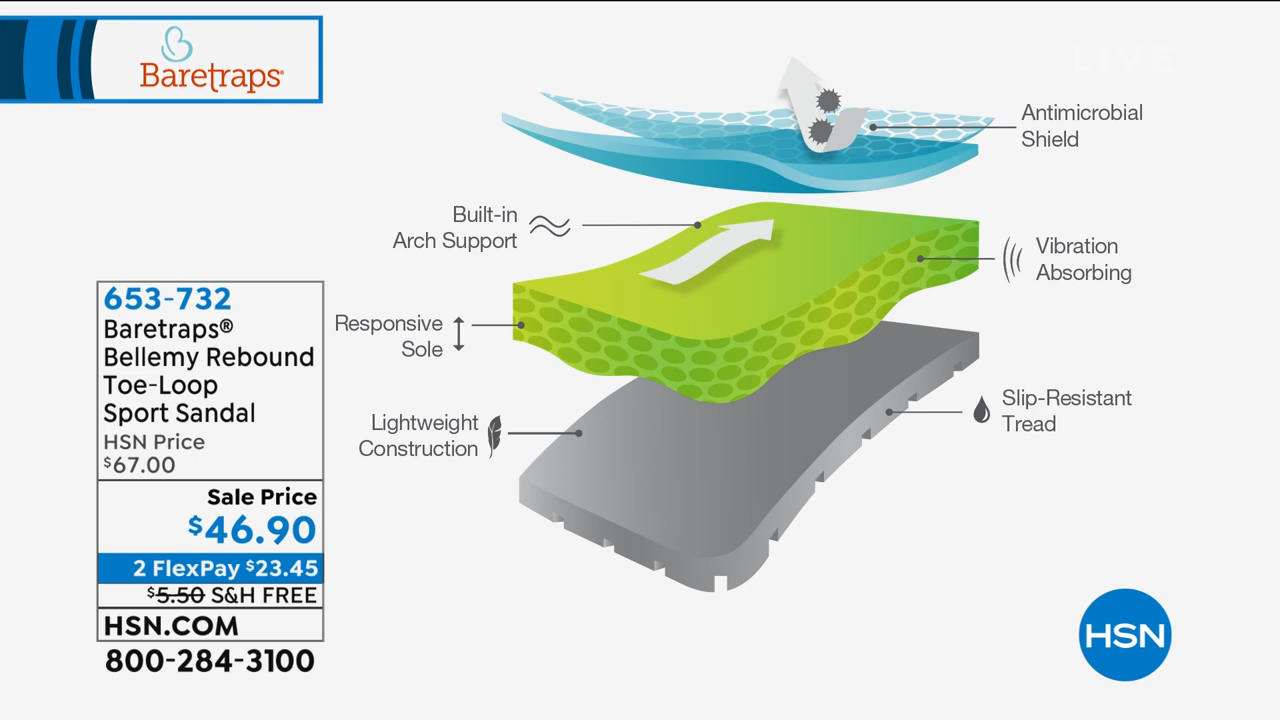 Baretraps®
LIVE
Antimicrobial
Shield
Built-in
Arch Support
Vibration
Absorbing
Responsive
Sole
Lightweight
Construction
Slip-Resistant
Tread
653-732
Baretraps®
Bellemy Rebound
Toe-Loop
Sport Sandal
HSN Price
$67.00
Sale Price
$46.90
2 FlexPay $23.45
$5.50 S&H FREE
HSN.COM
800-284-3100
HSN